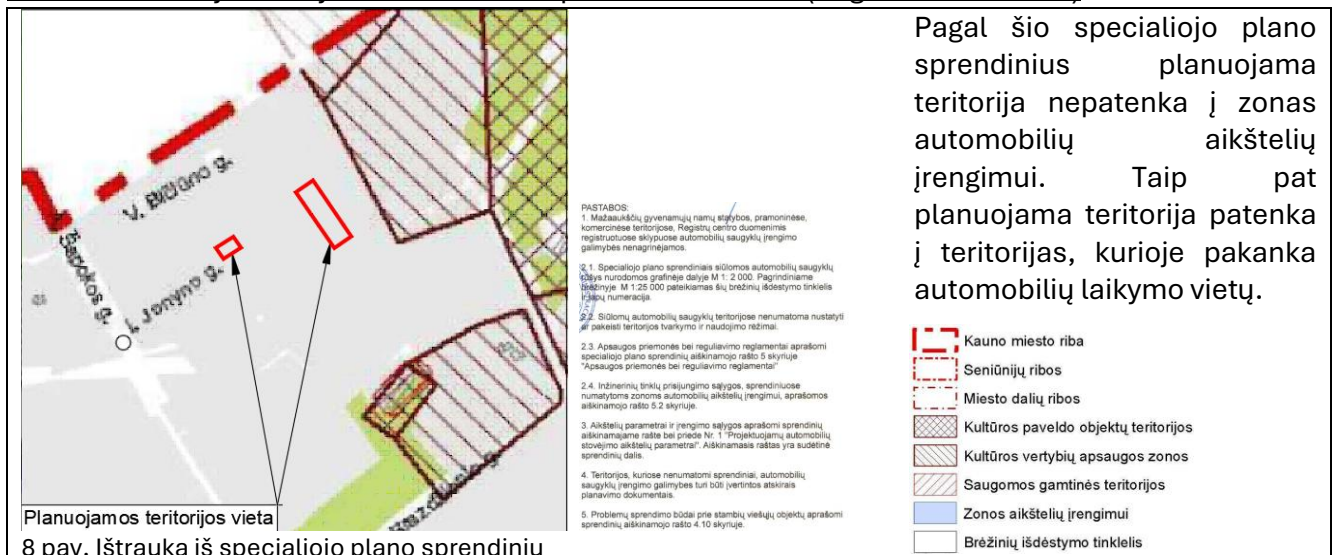 V. Biliūno g.
J. Šapokos g.
I. Jonyno g.
Planuojamos teritorijos vieta
PASTABOS:
1. Mažaaukščių gyvenamųjų namų statybos, pramoninėse,
komercinėse teritorijose, Registrų centro duomenimis
registruotuose sklypuose automobilių saugyklų įrengimo
galimybės nenagrinėjamos.
2.1. Specialiojo plano sprendiniais siūlomos automobilių saugyklų
rūšys nurodomos grafinėje dalyje M 1: 2 000. Pagrindiniame
brėžinyje M 1:25 000 pateikiamas šių brėžinių išdėstymo tinklelis
ir lapų numeracija.
2.2. Siūlomų automobilių saugyklų teritorijose nenumatoma nustatyti
ar pakeisti teritorijos tvarkymo ir naudojimo režimai.
2.3. Apsaugos priemonės bei reguliavimo reglamentai aprašomi
specialiojo plano sprendinių aiškinamojo rašto 5 skyriuje
"Apsaugos priemonės bei reguliavimo reglamentai"
2.4. Inžinerinių tinklų prisijungimo sąlygos, sprendiniuose
numatytoms zonoms automobilių aikštelių įrengimui, aprašomos
aiškinamojo rašto 5.2 skyriuje.
3. Aikštelių parametrai ir įrengimo sąlygos aprašomi sprendinių
aiškinamajame rašte bei priede Nr. 1 "Projektuojamų automobilių
stovėjimo aikštelių parametrai". Aiškinamasis raštas yra sudėtinė
sprendinių dalis.
4. Teritorijos, kuriose nenumatomi sprendiniai, automobilių
saugyklų įrengimo galimybes turi būti įvertintos atskirais
planavimo dokumentais.
5. Problemų sprendimo būdai prie stambių viešųjų objektų aprašomi
sprendinių aiškinamojo rašto 4.10 skyriuje.
Pagal šio specialiojo plano
sprendinius planuojama
teritorija nepatenka į zonas
automobilių aikštelių
įrengimui. Taip pat
planuojama teritorija patenka
į teritorijas, kurioje pakanka
automobilių laikymo vietų.
Kauno miesto riba
Seniūnijų ribos
Miesto dalių ribos
Kultūros paveldo objektų teritorijos
Kultūros vertybių apsaugos zonos
Saugomos gamtinės teritorijos
Zonos aikštelių įrengimui
Brėžinių išdėstymo tinklelis
8 pav. Ištrauka iš specialiojo plano sprendinių